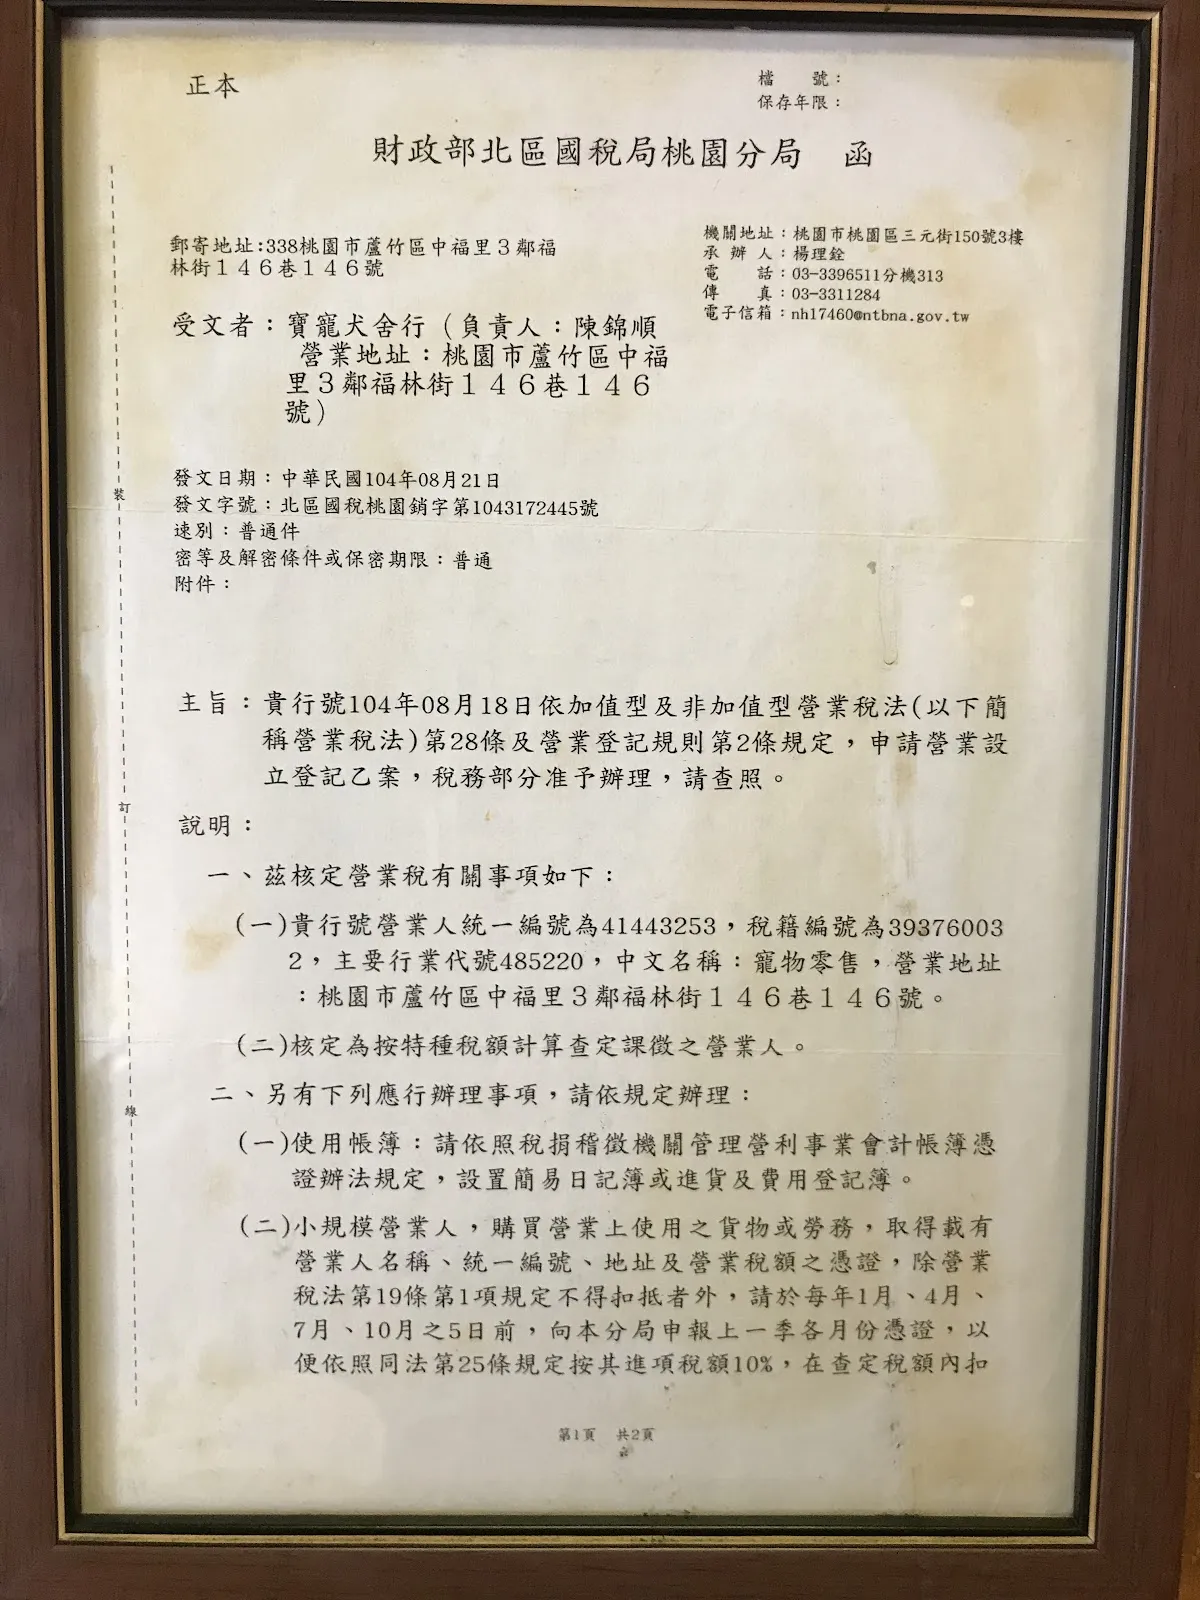 正本
檔　　號：
保存年限：
財政部北區國稅局桃園分局　函
郵寄地址:338桃園市蘆竹區中福里３鄰福
林街１４６巷１４６號
機關地址：桃園市桃園區三元街150號3樓
承 辦 人：楊理銓
電　　話：03-3396511分機313
傳　　真：03-3311284
電子信箱：nh17460@ntbna.gov.tw
受文者：寶寵犬舍行（負責人：陳錦順
營業地址：桃園市蘆竹區中福
里３鄰福林街１４６巷１４６
號）
發文日期：中華民國104年08月21日
發文字號：北區國稅桃園銷字第1043172445號
速別：普通件
密等及解密條件或保密期限：普通
附件：
主旨：貴行號104年08月18日依加值型及非加值型營業稅法(以下簡
稱營業稅法)第28條及營業登記規則第2條規定，申請營業設
立登記乙案，稅務部分准予辦理，請查照。
說明：
一、茲核定營業稅有關事項如下：
(一)貴行號營業人統一編號為41443253，稅籍編號為39376003
2，主要行業代號485220，中文名稱：寵物零售，營業地址
：桃園市蘆竹區中福里３鄰福林街１４６巷１４６號。
(二)核定為按特種稅額計算查定課徵之營業人。
二、另有下列應行辦理事項，請依規定辦理：
(一)使用帳簿：請依照稅捐稽徵機關管理營利事業會計帳簿憑
證辦法規定，設置簡易日記簿或進貨及費用登記簿。
(二)小規模營業人，購買營業上使用之貨物或勞務，取得載有
營業人名稱、統一編號、地址及營業稅額之憑證，除營業
稅法第19條第1項規定不得扣抵者外，請於每年1月、4月、
7月、10月之5日前，向本分局申報上一季各月份憑證，以
便依照同法第25條規定按其進項稅額10%，在查定稅額內扣
裝
訂
線
第1頁　共2頁